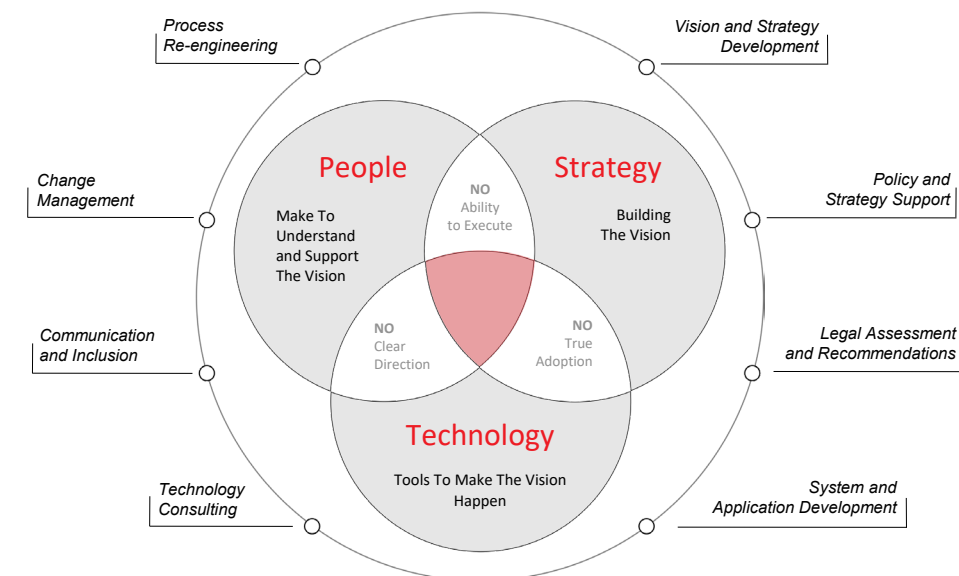 Process
Re-engineering
Vision and Strategy
Development
People
Strategy
NO
Ability
to Execute
Change
Management
Policy and
Strategy Support
Make To
Understand
and Support
The Vision
Building
The Vision
NO
Clear
Direction
NO
True
Adoption
Communication
and Inclusion
Legal Assessment
and Recommendations
Technology
Tools To Make The Vision
Happen
Technology
Consulting
System and
Application Development